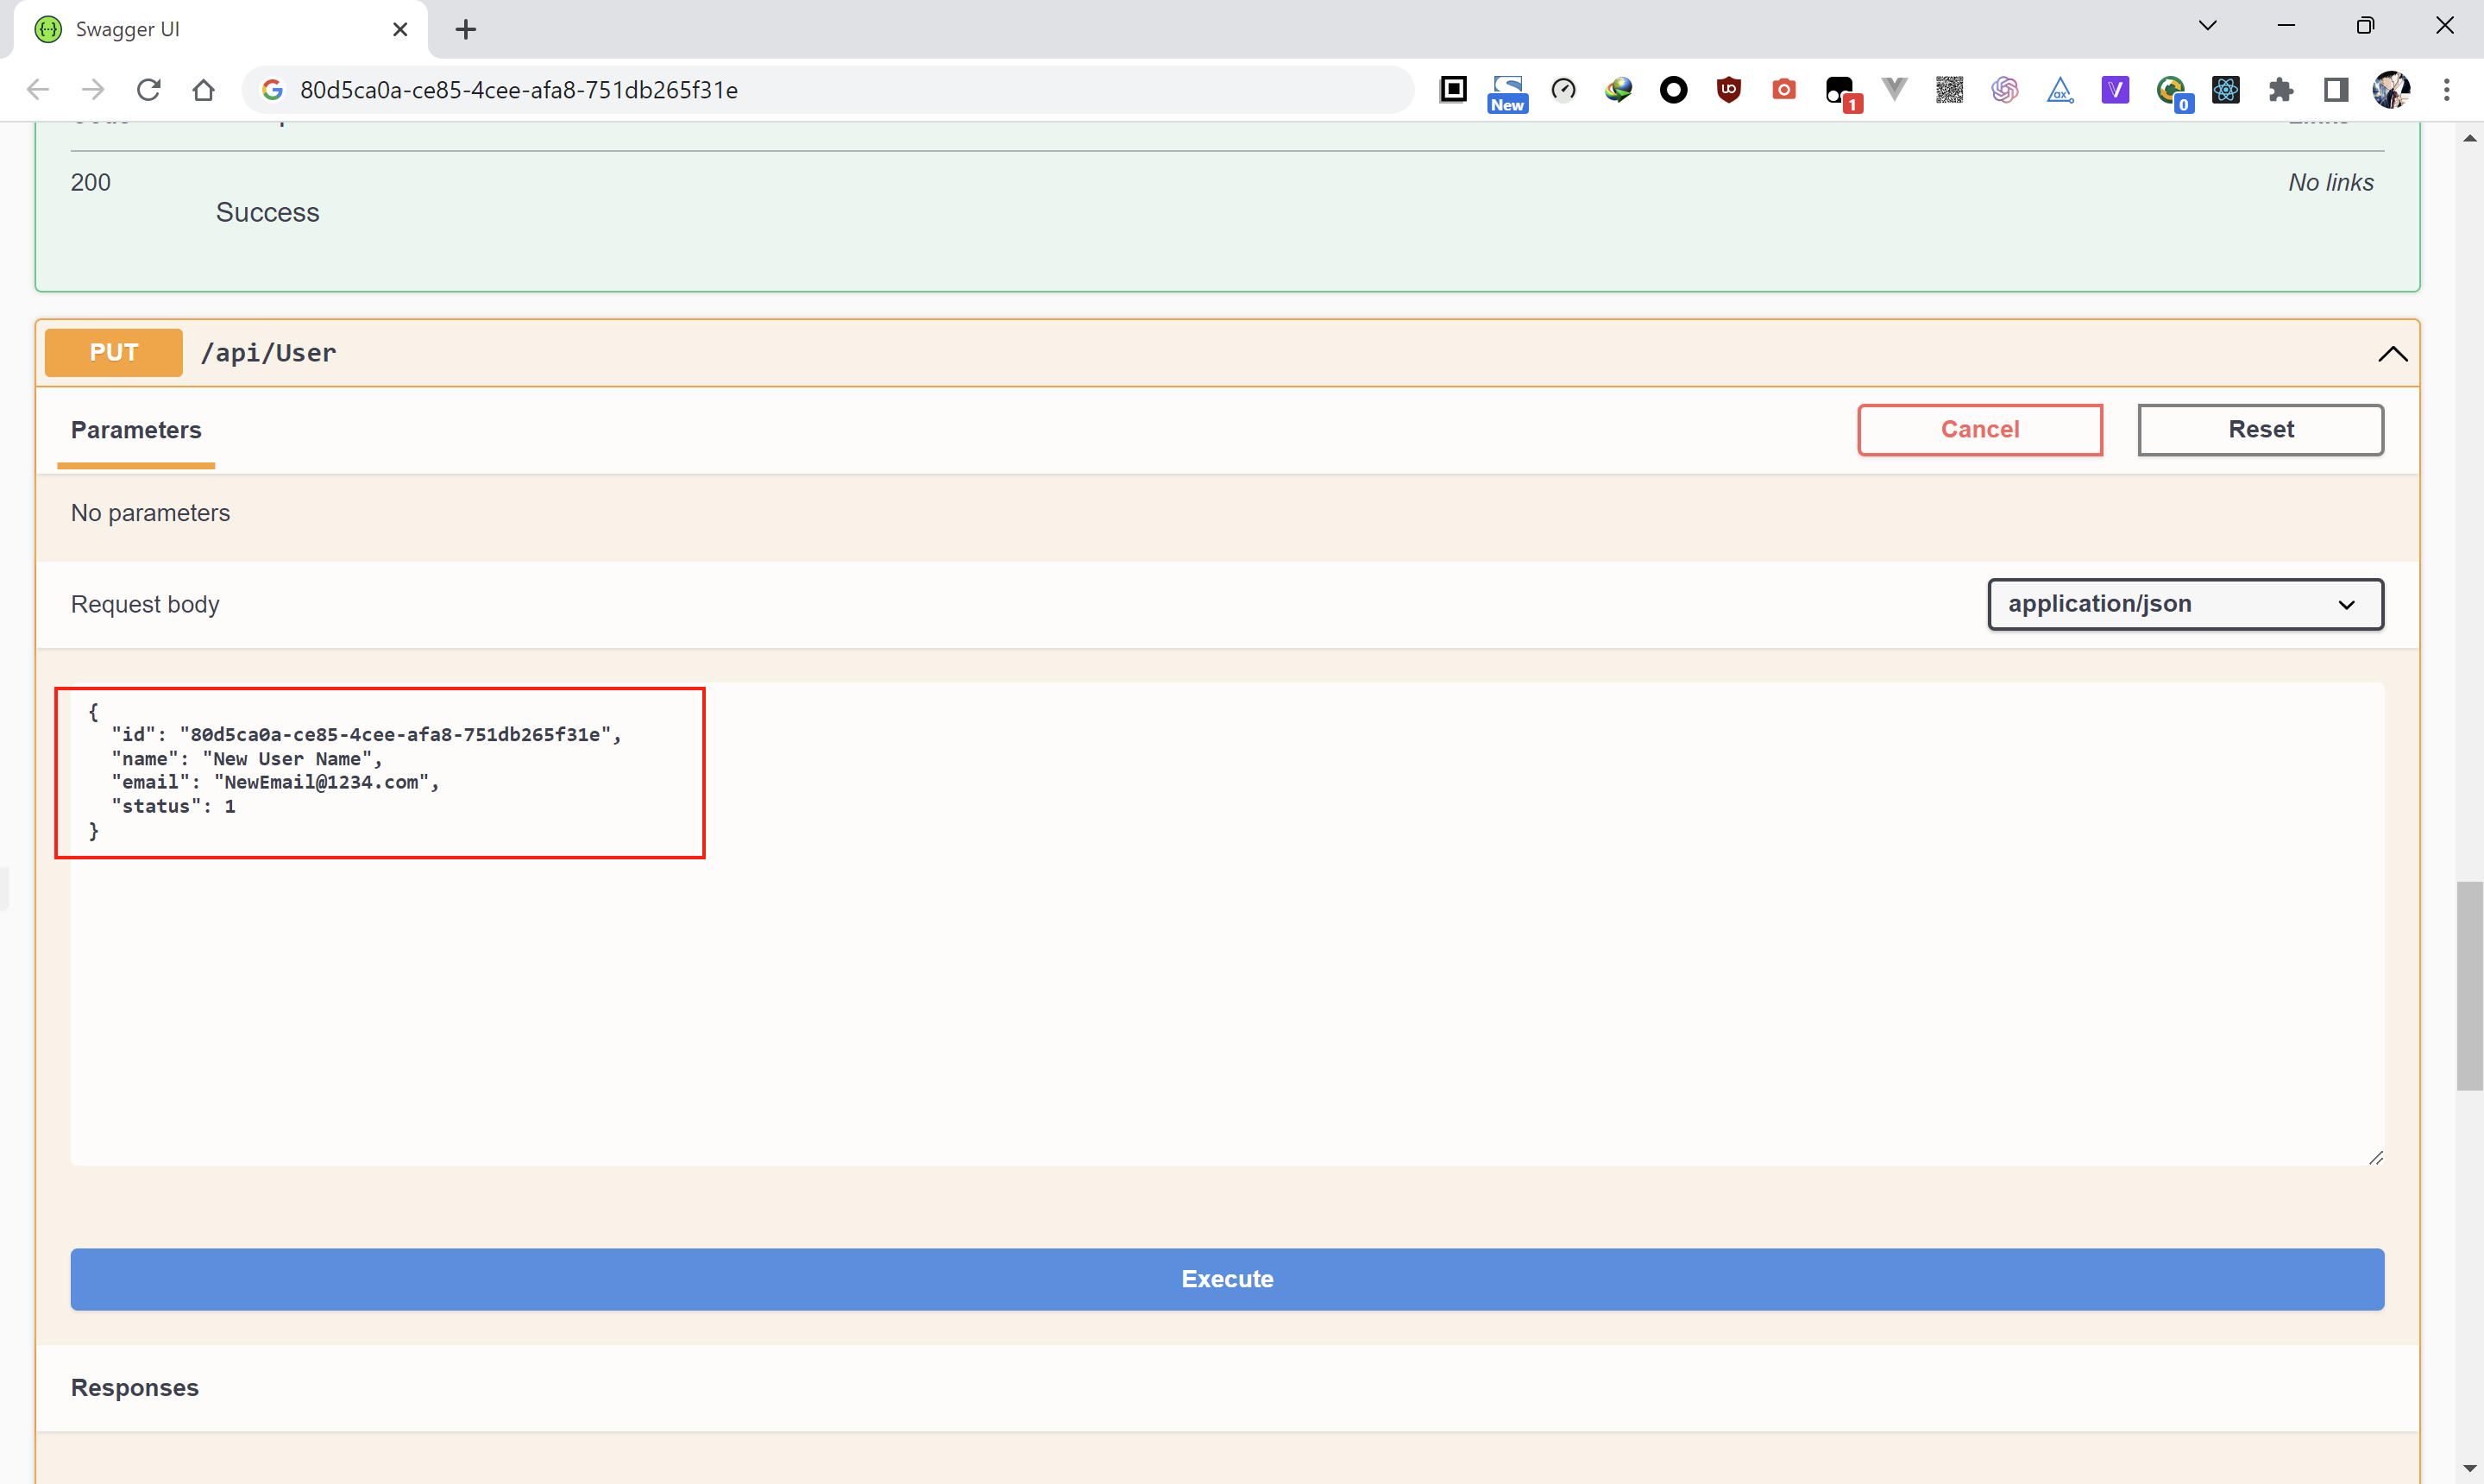 Swagger UI
80d5ca0a-ce85-4cee-afa8-751db265f31e
New
1
0
200
No links
Success
PUT /api/User
Parameters
Cancel
Reset
No parameters
Request body
application/json
{
"id": "80d5ca0a-ce85-4cee-afa8-751db265f31e",
"name": "New User Name",
"email": "NewEmail@1234.com",
"status": 1
}
Execute
Responses